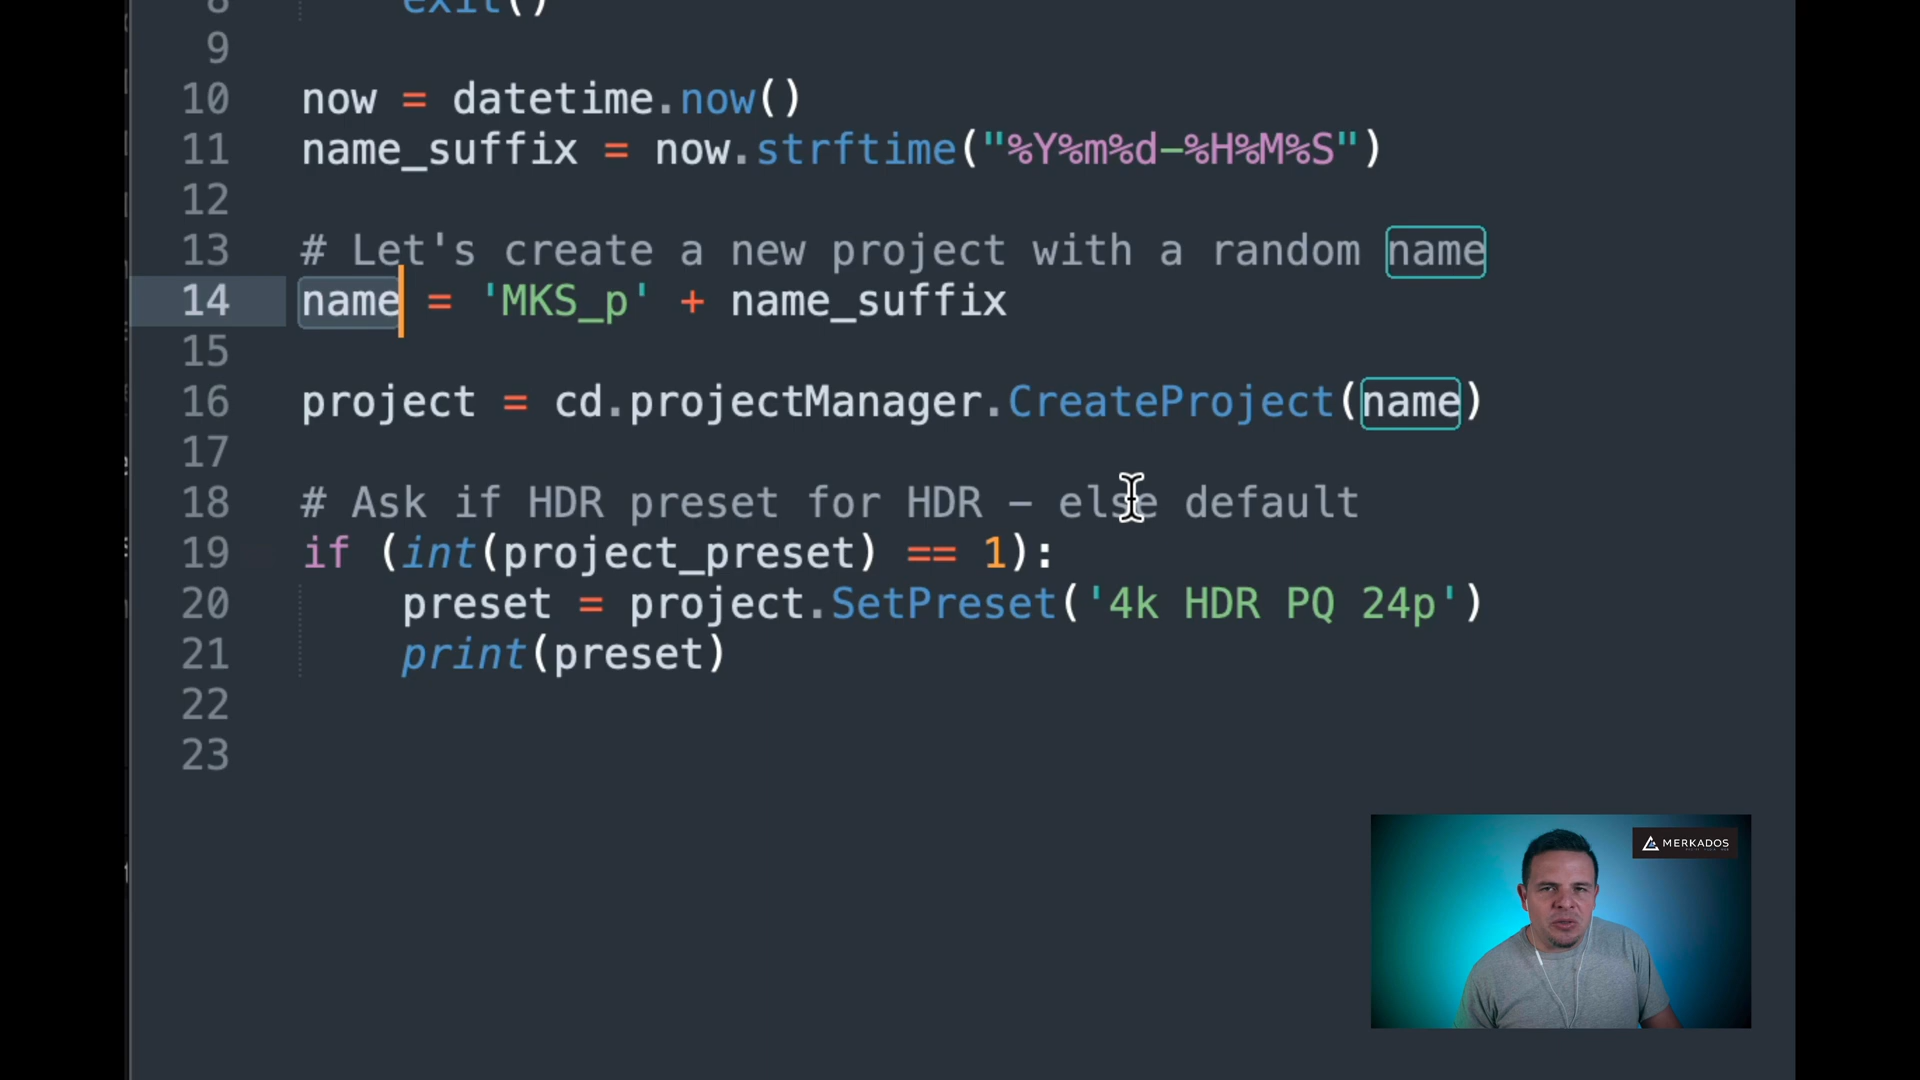 8 exit()
9
10 now = datetime.now()
11 name_suffix = now.strftime("%Y%m%d-%H%M%S")
12
13 # Let's create a new project with a random name
14 name = 'MKS_p' + name_suffix
15
16 project = cd.projectManager.CreateProject(name)
17
18 # Ask if HDR preset for HDR - else default
19 if (int(project_preset) == 1):
20 preset = project.SetPreset('4k HDR PQ 24p')
21 print(preset)
22
23
MERKADOS